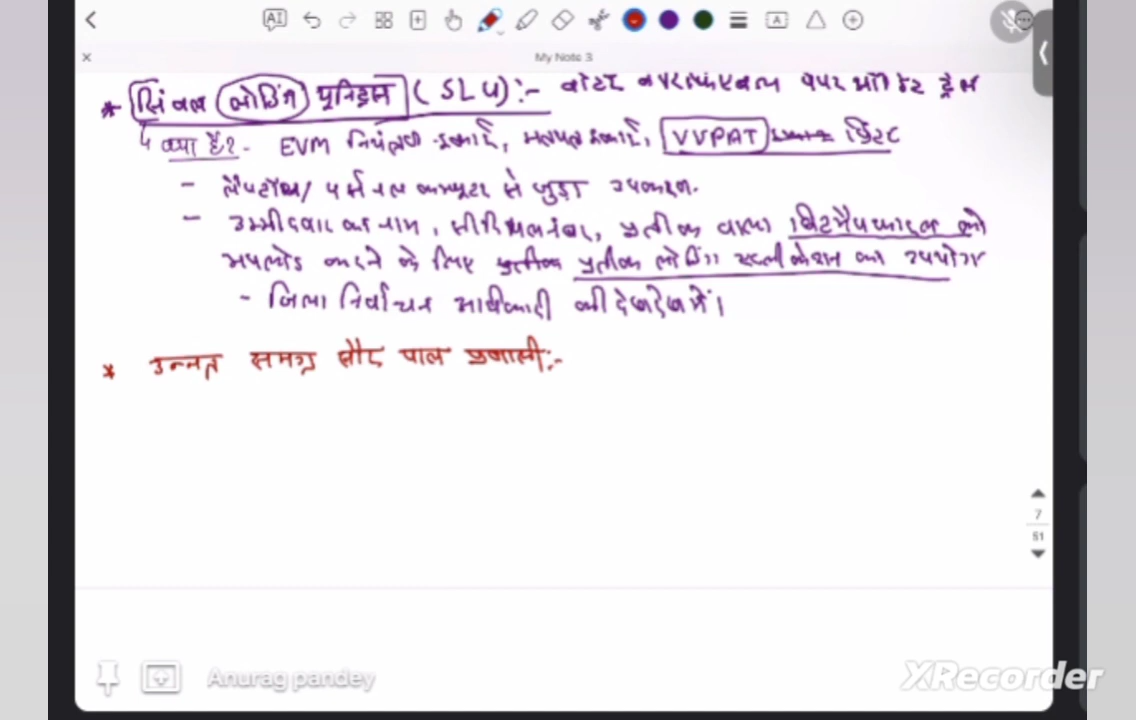 My Note 3
* सिंबल लोडिंग यूनिट्स (SLU):- वोटर वेरिफिएबल पेपर ऑडिट ट्रेल
क्या है?- EVM नियंत्रण इकाई, मतपत्र इकाई, VVPAT प्रिंट
- लैपटॉप/ पर्सनल कम्प्यूटर से जुड़ा उपकरण.
- उम्मीदवार का नाम, सीरियल नंबर, प्रतीक वाला बिटमैप फाइल को
अपलोड करने के लिए प्रतीक लोडिंग एप्लीकेशन का उपयोग
- जिला निर्वाचन अधिकारी की देखरेख में।
* उन्नत समग्र सौर पाल प्रणाली:-
7
51
Anurag pandey
XRecorder